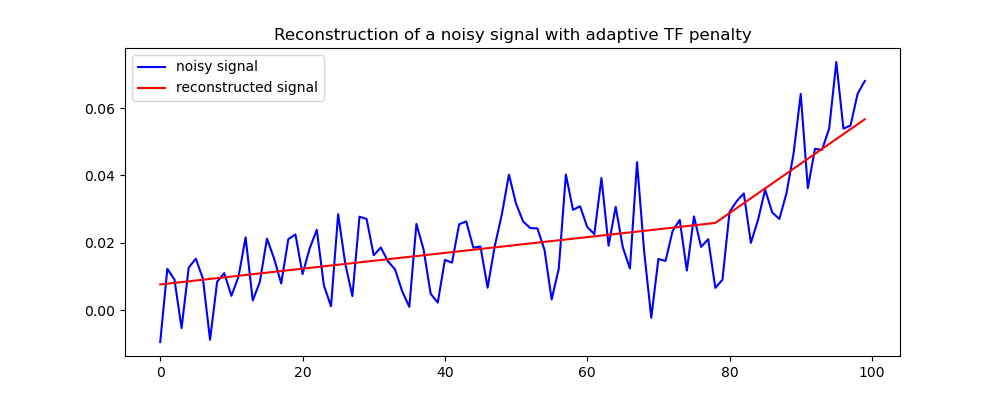 Reconstruction of a noisy signal with adaptive TF penalty
noisy signal
reconstructed signal
0.06
0.04
0.02
0.00
0 20 40 60 80 100